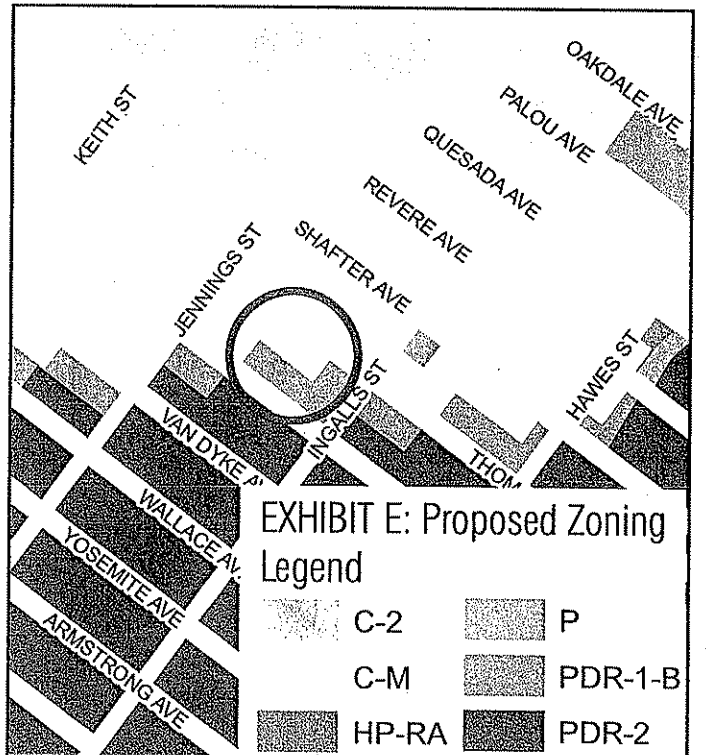 OAKDALE AVE
PALOU AVE
KEITH ST
QUESADA AVE
REVERE AVE
JENNINGS ST
SHAFTER AVE
HAWES ST
INGALLS ST
VAN DYKE AV
THOM
WALLACE AV
YOSEMITE AVE
ARMSTRONG AVE
EXHIBIT E: Proposed Zoning
Legend
C-2 P
C-M PDR-1-B
HP-RA PDR-2